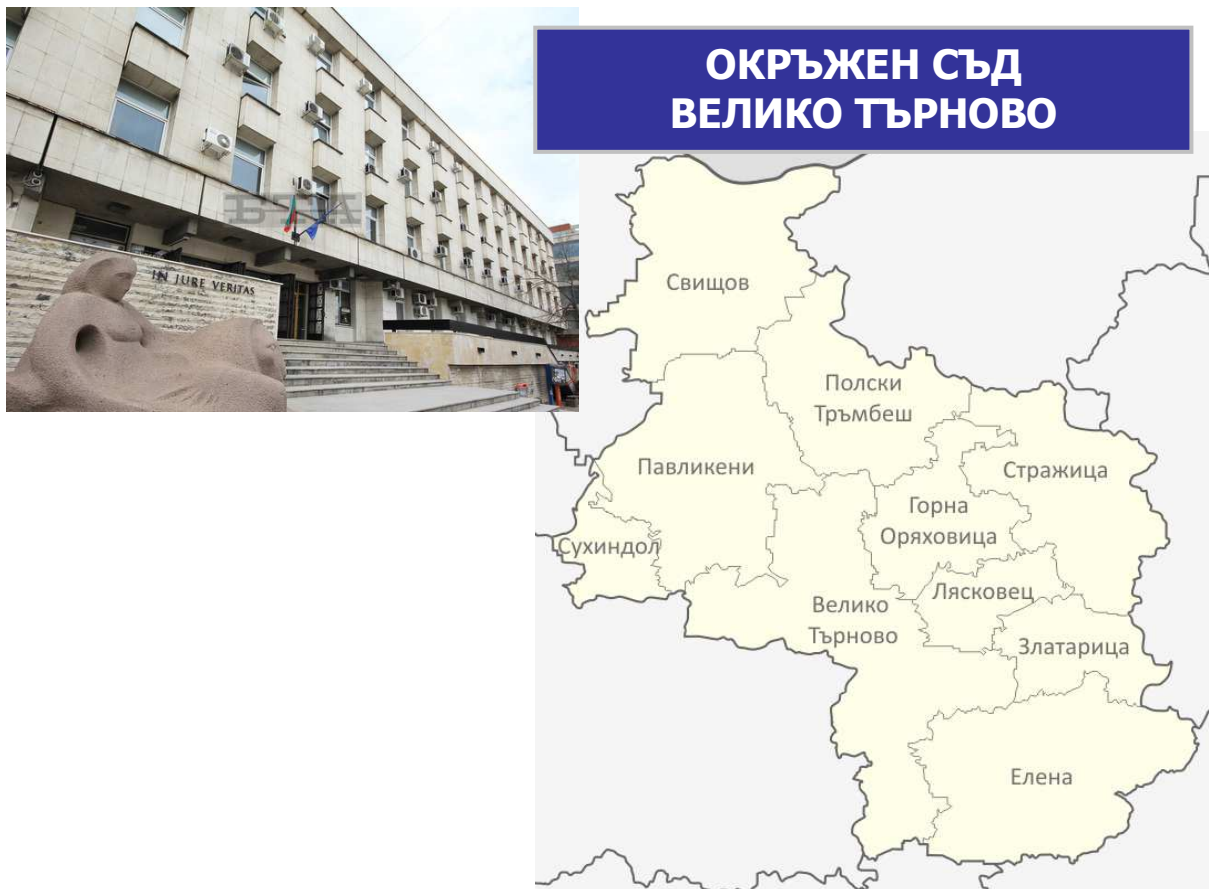 ОКРЪЖЕН СЪД
ВЕЛИКО ТЪРНОВО
БТА
IN JURE VERITAS
Свищов
Полски
Тръмбеш
Павликени
Стражица
Горна
Оряховица
Сухиндол
Лясковец
Велико
Търново
Златарица
Елена